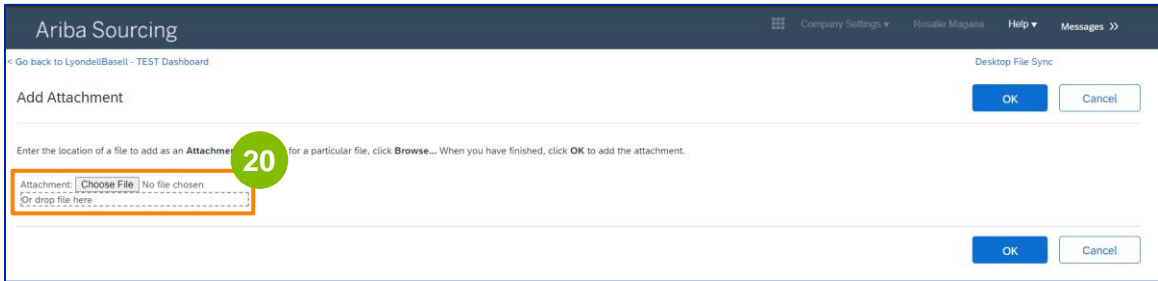 Ariba Sourcing
Company Settings ▾ Rosalie Magana Help ▾ Messages >>
< Go back to LyondellBasell - TEST Dashboard Desktop File Sync
Add Attachment OK Cancel
Enter the location of a file to add as an Attachmen 20 for a particular file, click Browse... When you have finished, click OK to add the attachment.
Attachment: Choose File No file chosen
Or drop file here
OK Cancel